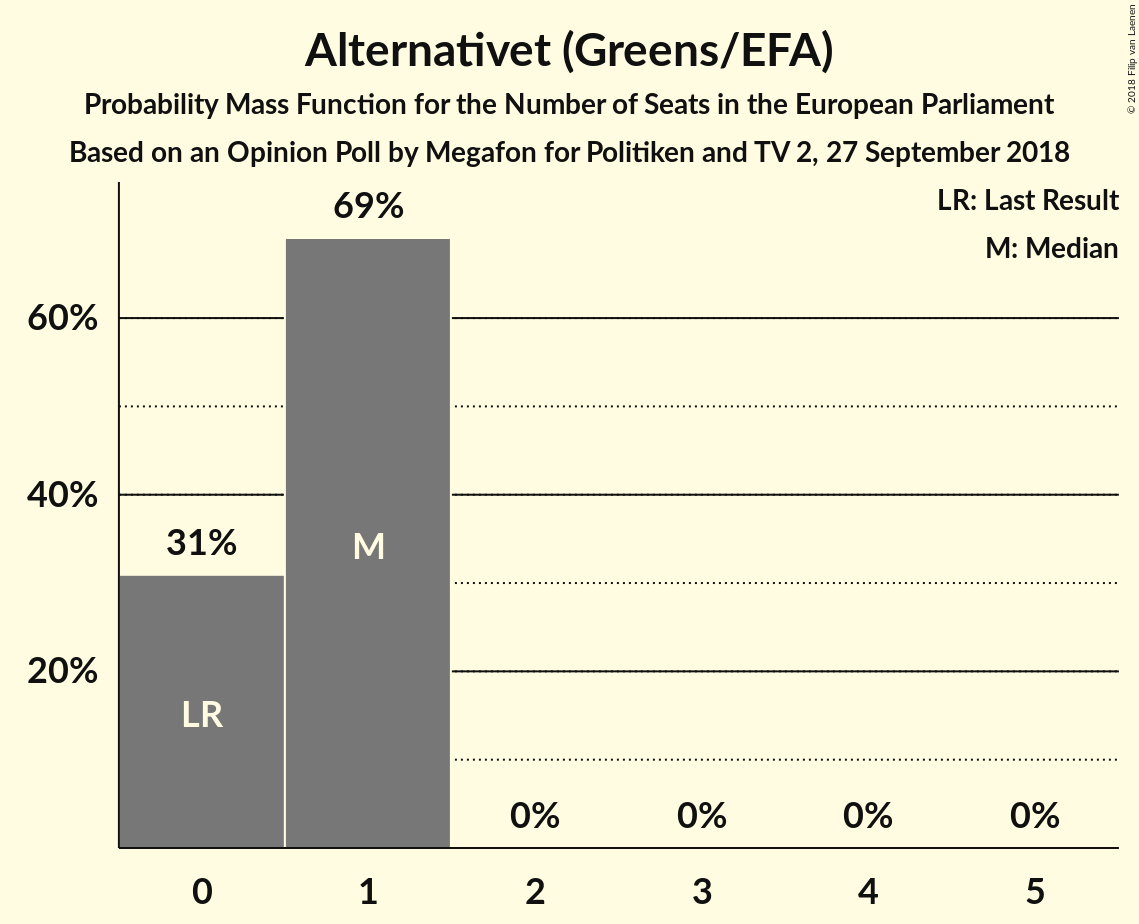 Alternativet (Greens/EFA)
Probability Mass Function for the Number of Seats in the European Parliament
Based on an Opinion Poll by Megafon for Politiken and TV 2, 27 September 2018
© 2018 Filip van Laenen
LR: Last Result
M: Median
69%
60%
40%
31%
M
20%
LR
0% 0% 0% 0%
0 1 2 3 4 5